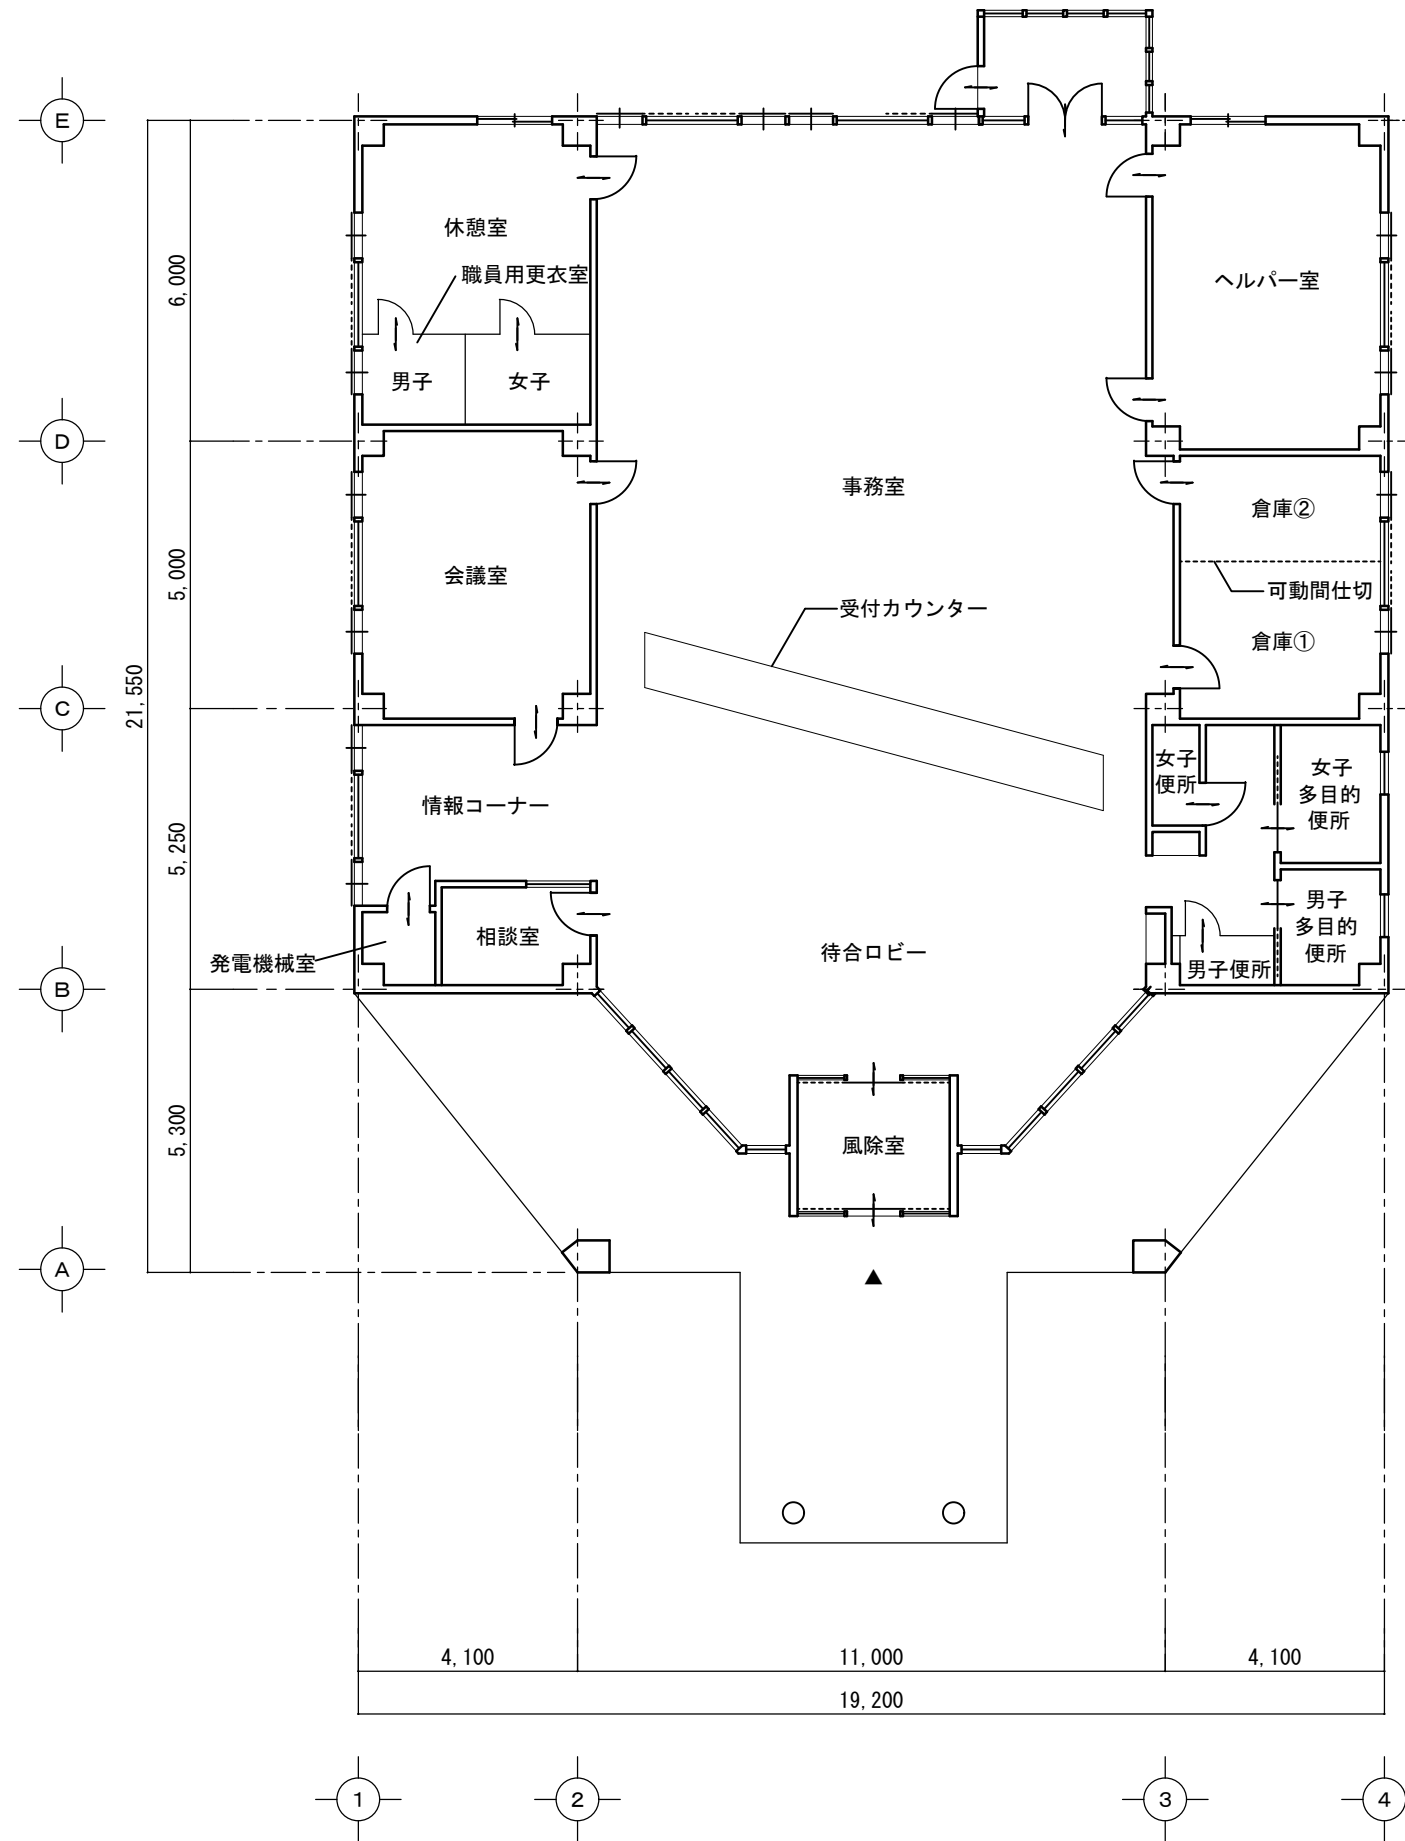 E
休憩室
職員用更衣室
ヘルパー室
6,000
男子
女子
D
事務室
倉庫②
会議室
5,000
可動間仕切
受付カウンター
倉庫①
21,550
C
女子
便所
女子
多目的
便所
情報コーナー
5,250
男子
多目的
便所
相談室
待合ロビー
発電機械室
男子便所
B
5,300
風除室
A
▲
4,100
11,000
4,100
19,200
1
2
3
4